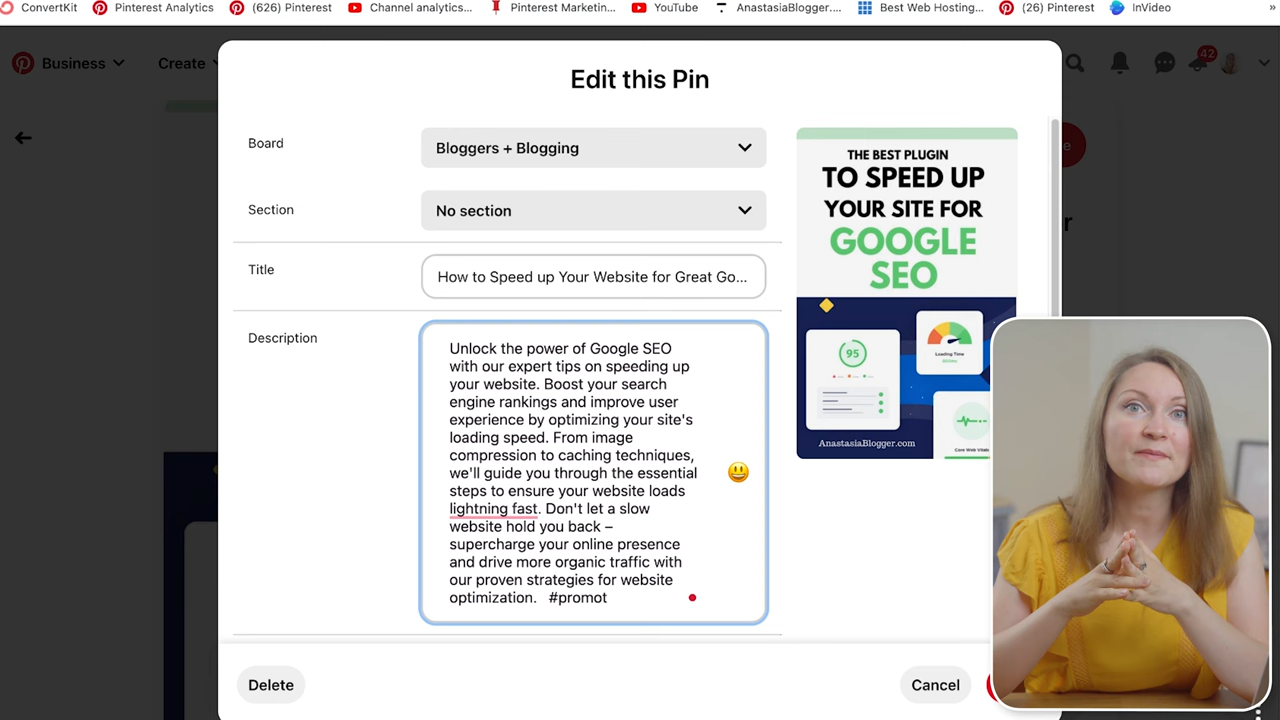 ConvertKit Pinterest Analytics (626) Pinterest Channel analytics... Pinterest Marketin... YouTube AnastasiaBlogger.... Best Web Hosting... (26) Pinterest InVideo »
Business Create 42
Edit this Pin
Board Bloggers + Blogging
Section No section
Title How to Speed up Your Website for Great Go...
Description
Unlock the power of Google SEO
with our expert tips on speeding up
your website. Boost your search
engine rankings and improve user
experience by optimizing your site's
loading speed. From image
compression to caching techniques,
we'll guide you through the essential
steps to ensure your website loads
lightning fast. Don't let a slow
website hold you back –
supercharge your online presence
and drive more organic traffic with
our proven strategies for website
optimization. #promot
THE BEST PLUGIN
TO SPEED UP
YOUR SITE FOR
GOOGLE
SEO
95
Loading Time
AnastasiaBlogger.com
Core Web Vitals
Delete Cancel